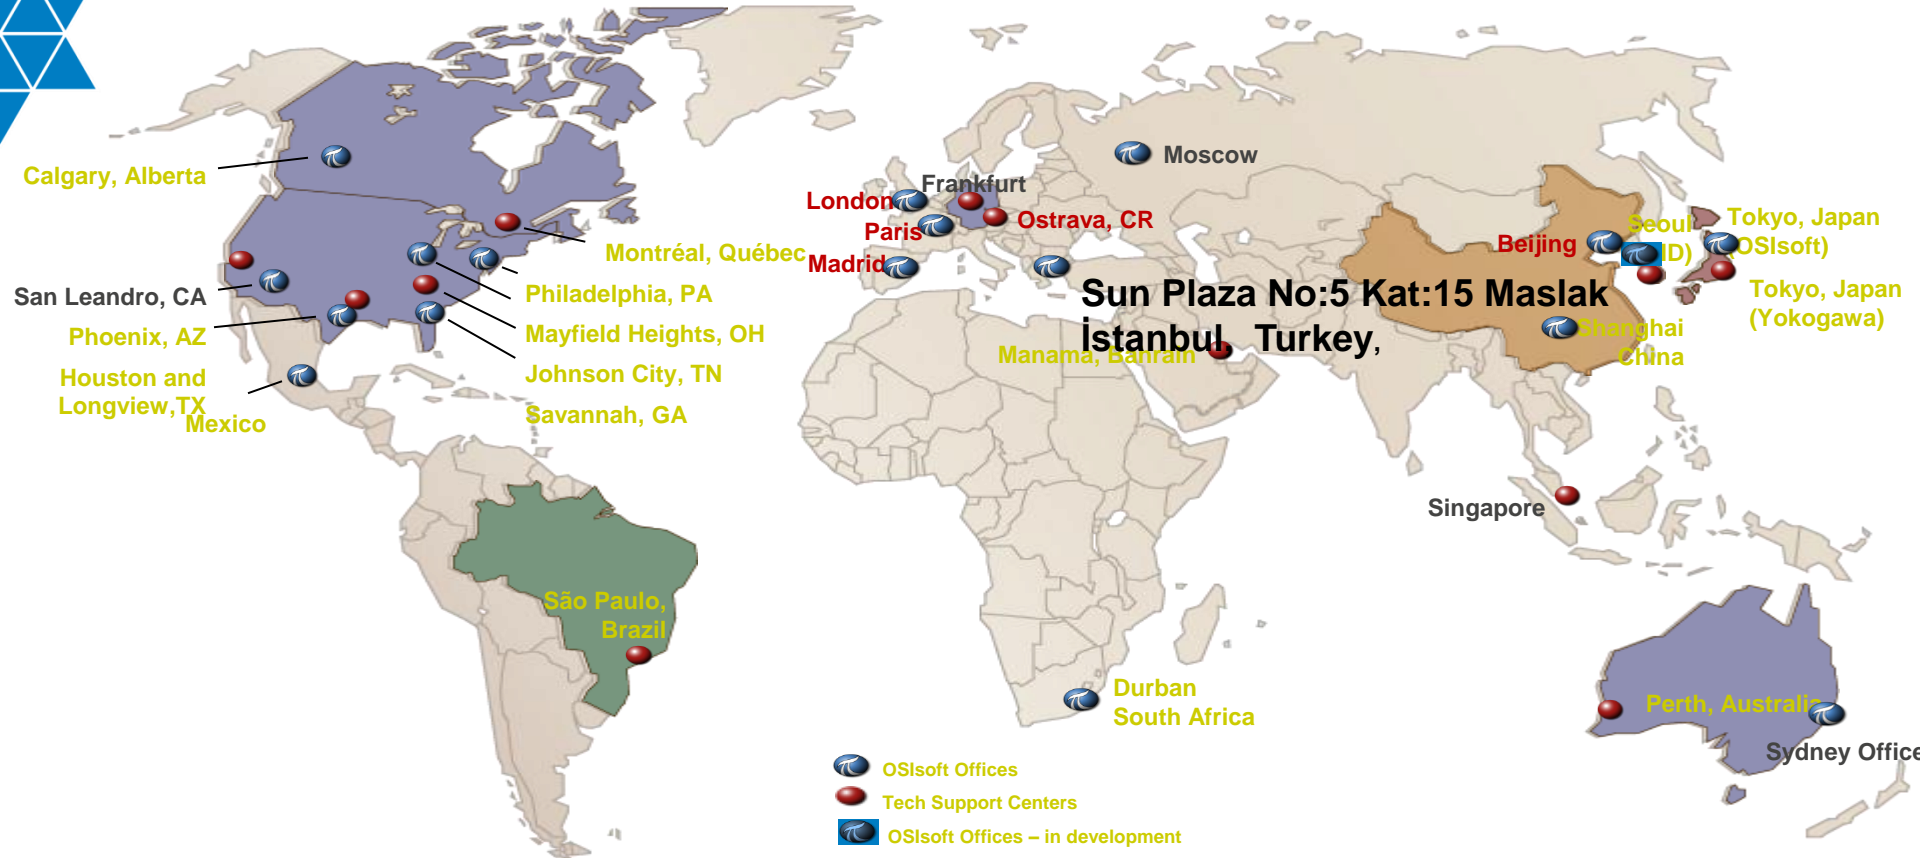 Calgary, Alberta
San Leandro, CA
Phoenix, AZ
Houston and
Longview,TX
Mexico
Montréal, Québec
Philadelphia, PA
Mayfield Heights, OH
Johnson City, TN
Savannah, GA
São Paulo,
Brazil
London
Paris
Madrid
Frankfurt
Ostrava, CR
Moscow
Sun Plaza No:5 Kat:15 Maslak
İstanbul, Turkey,
Manama, Bahrain
Durban
South Africa
Beijing
Seoul
Tokyo, Japan
(OSIsoft)
Tokyo, Japan
(Yokogawa)
Shanghai
China
Singapore
Perth, Australia
Sydney Office
OSIsoft Offices
Tech Support Centers
OSIsoft Offices – in development